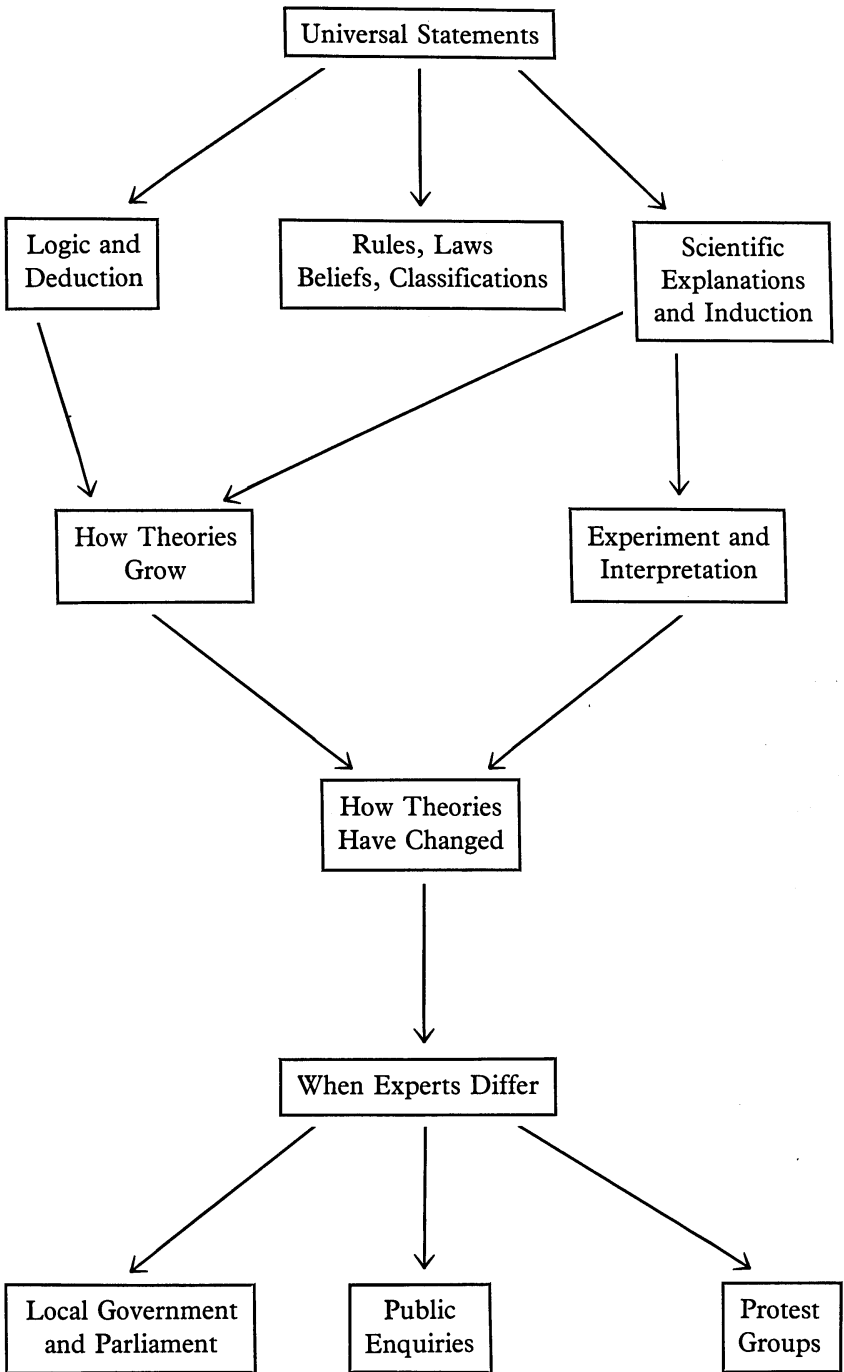 Universal Statements
Logic and
Deduction
Rules, Laws
Beliefs, Classifications
Scientific
Explanations
and Induction
How Theories
Grow
Experiment and
Interpretation
How Theories
Have Changed
When Experts Differ
Local Government
and Parliament
Public
Enquiries
Protest
Groups